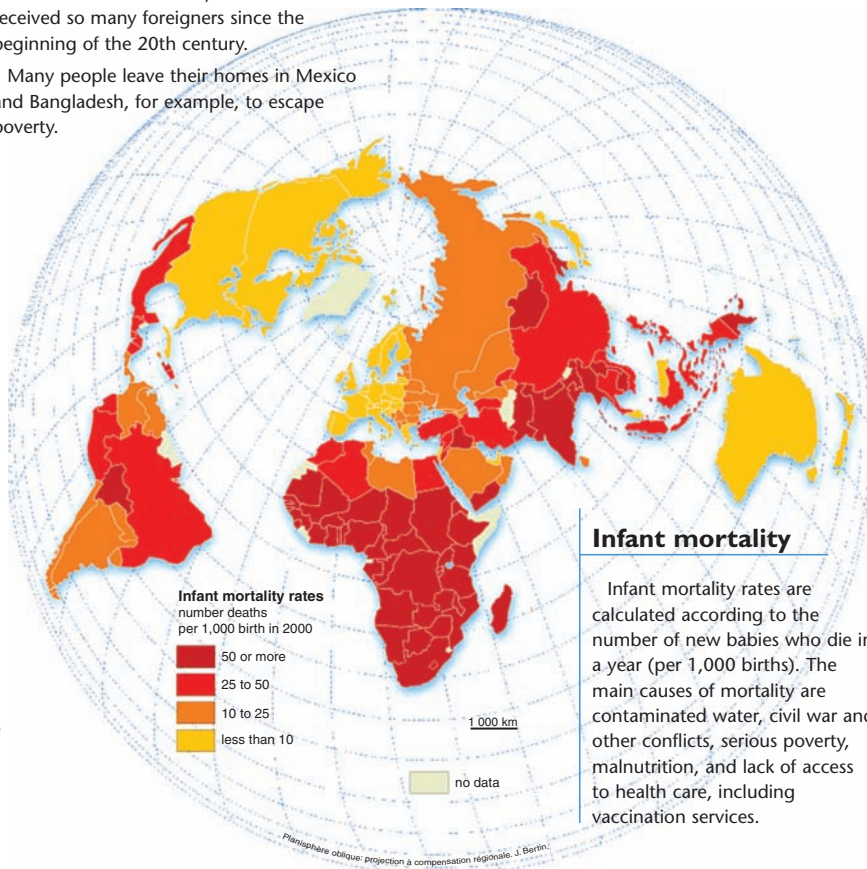 received so many foreigners since the
beginning of the 20th century.
Many people leave their homes in Mexico
and Bangladesh, for example, to escape
poverty.
Infant mortality
Infant mortality rates are
calculated according to the
number of new babies who die in
a year (per 1,000 births). The
main causes of mortality are
contaminated water, civil war and
other conflicts, serious poverty,
malnutrition, and lack of access
to health care, including
vaccination services.
Infant mortality rates
number deaths
per 1,000 birth in 2000
50 or more
25 to 50
10 to 25
less than 10
1 000 km
no data
Planisphère oblique: projection à compensation régionale. J. Bertin.